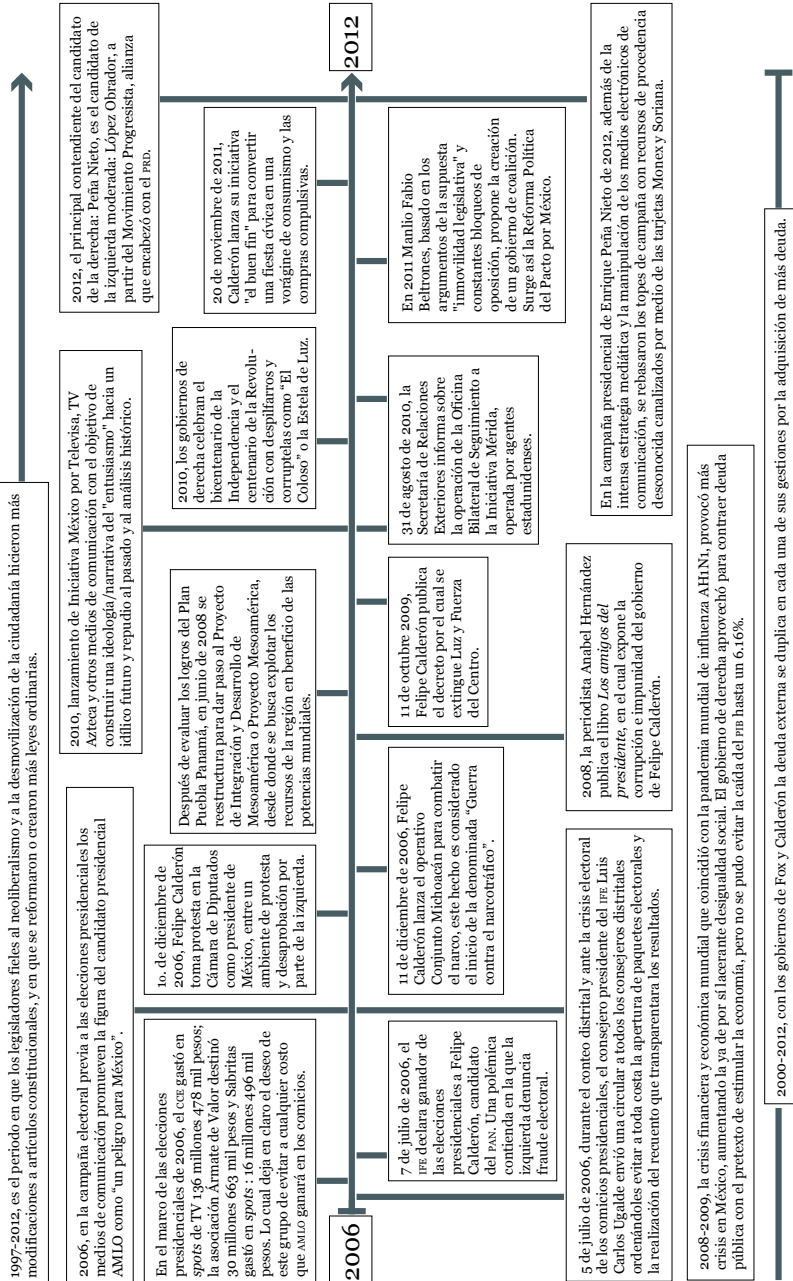 1997-2012, es el periodo en que los legisladores fieles al neoliberalismo y a la desmovilización de la ciudadanía hicieron más
modificaciones a artículos constitucionales, y en que se reformaron o crearon más leyes ordinarias.
2006, en la campaña electoral previa a las elecciones presidenciales los
medios de comunicación promueven la figura del candidato presidencial
AMLO como "un peligro para México".
2010, lanzamiento de Iniciativa México por Televisa, TV
Azteca y otros medios de comunicación con el objetivo de
construir una ideología/narrativa del "entusiasmo" hacia un
idílico futuro y repudio al pasado y al análisis histórico.
2012, el principal contendiente del candidato
de la derecha: Peña Nieto, es el candidato de
la izquierda moderada: López Obrador, a
partir del Movimiento Progresista, alianza
que encabezó con el PRD.
En el marco de las elecciones
presidenciales de 2006, el CCE gastó en
spots de TV 136 millones 478 mil pesos;
la asociación Ármate de Valor destinó
30 millones 663 mil pesos y Sabritas
gastó en spots : 16 millones 496 mil
pesos. Lo cual deja en claro el deseo de
este grupo de evitar a cualquier costo
que AMLO ganará en los comicios.
1o. de diciembre de
2006, Felipe Calderón
toma protesta en la
Cámara de Diputados
como presidente de
México, entre un
ambiente de protesta
y desaprobación por
parte de la izquierda.
Después de evaluar los logros del Plan
Puebla Panamá, en junio de 2008 se
reestructura para dar paso al Proyecto
de Integración y Desarrollo de
Mesoamérica o Proyecto Mesoamérica,
desde donde se busca explotar los
recursos de la región en beneficio de las
potencias mundiales.
2010, los gobiernos de
derecha celebran el
bicentenario de la
Independencia y el
centenario de la Revolu-
ción con despilfarros y
corruptelas como "El
Coloso" o la Estela de Luz.
20 de noviembre de 2011,
Calderón lanza su iniciativa
"el buen fin" para convertir
una fiesta cívica en una
vorágine de consumismo y las
compras compulsivas.
2006
2012
7 de julio de 2006, el
IFE declara ganador de
las elecciones
presidenciales a Felipe
Calderón, candidato
del PAN. Una polémica
contienda en la que la
izquierda denuncia
fraude electoral.
11 de diciembre de 2006, Felipe
Calderón lanza el operativo
Conjunto Michoacán para combatir
el narco, este hecho es considerado
el inicio de la denominada "Guerra
contra el narcotráfico".
11 de octubre 2009,
Felipe Calderón publica
el decreto por el cual se
extingue Luz y Fuerza
del Centro.
31 de agosto de 2010, la
Secretaría de Relaciones
Exteriores informa sobre
la operación de la Oficina
Bilateral de Seguimiento a
la Iniciativa Mérida,
operada por agentes
estadunidenses.
En 2011 Manlio Fabio
Beltrones, basado en los
argumentos de la supuesta
"inmovilidad legislativa" y
constantes bloqueos de
oposición, propone la creación
de un gobierno de coalición.
Surge así la Reforma Política
del Pacto por México.
5 de julio de 2006, durante el conteo distrital y ante la crisis electoral
de los comicios presidenciales, el consejero presidente del IFE Luis
Carlos Ugalde envió una circular a todos los consejeros distritales
ordenándoles evitar a toda costa la apertura de paquetes electorales y
la realización del recuento que transparentara los resultados.
2008, la periodista Anabel Hernández
publica el libro Los amigos del
presidente, en el cual expone la
corrupción e impunidad del gobierno
de Felipe Calderón.
En la campaña presidencial de Enrique Peña Nieto de 2012, además de la
intensa estrategia mediática y la manipulación de los medios electrónicos de
comunicación, se rebasaron los topes de campaña con recursos de procedencia
desconocida canalizados por medio de las tarjetas Monex y Soriana.
2008-2009, la crisis financiera y económica mundial que coincidió con la pandemia mundial de influenza AH1N1, provocó más
crisis en México, aumentando la ya de por sí lacerante desigualdad social. El gobierno de derecha aprovechó para contraer deuda
pública con el pretexto de estimular la economía, pero no se pudo evitar la caída del PIB hasta un 6.16%.
2000-2012, con los gobiernos de Fox y Calderón la deuda externa se duplica en cada una de sus gestiones por la adquisición de más deuda.